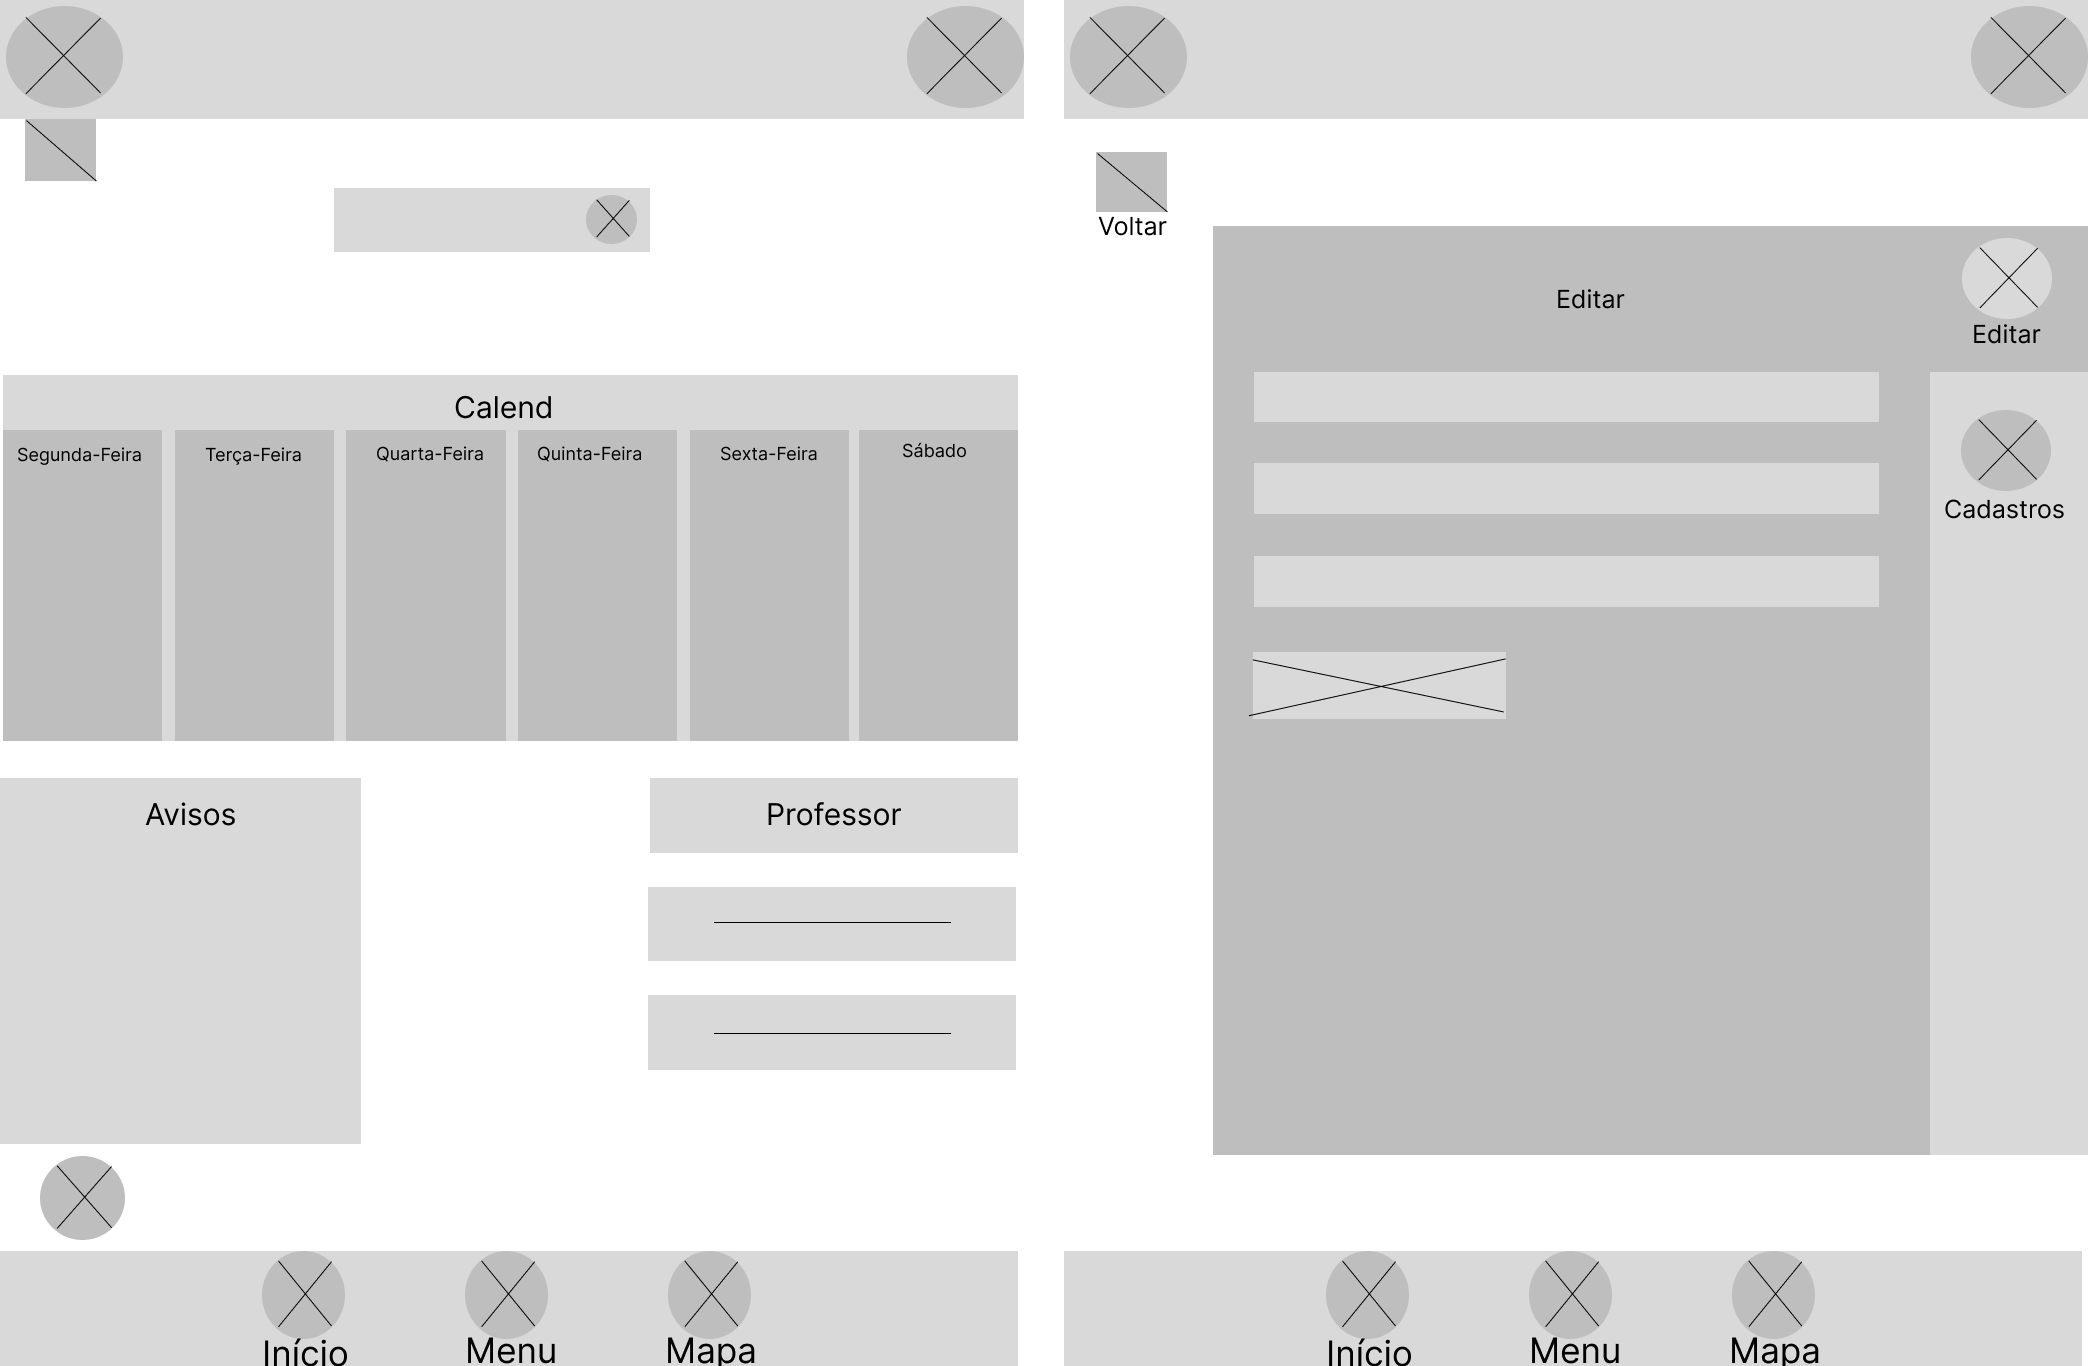 Calend
Segunda-Feira
Terça-Feira
Quarta-Feira
Quinta-Feira
Sexta-Feira
Sábado
Avisos
Professor
Início
Menu
Mapa
Voltar
Editar
Editar
Cadastros
Início
Menu
Mapa